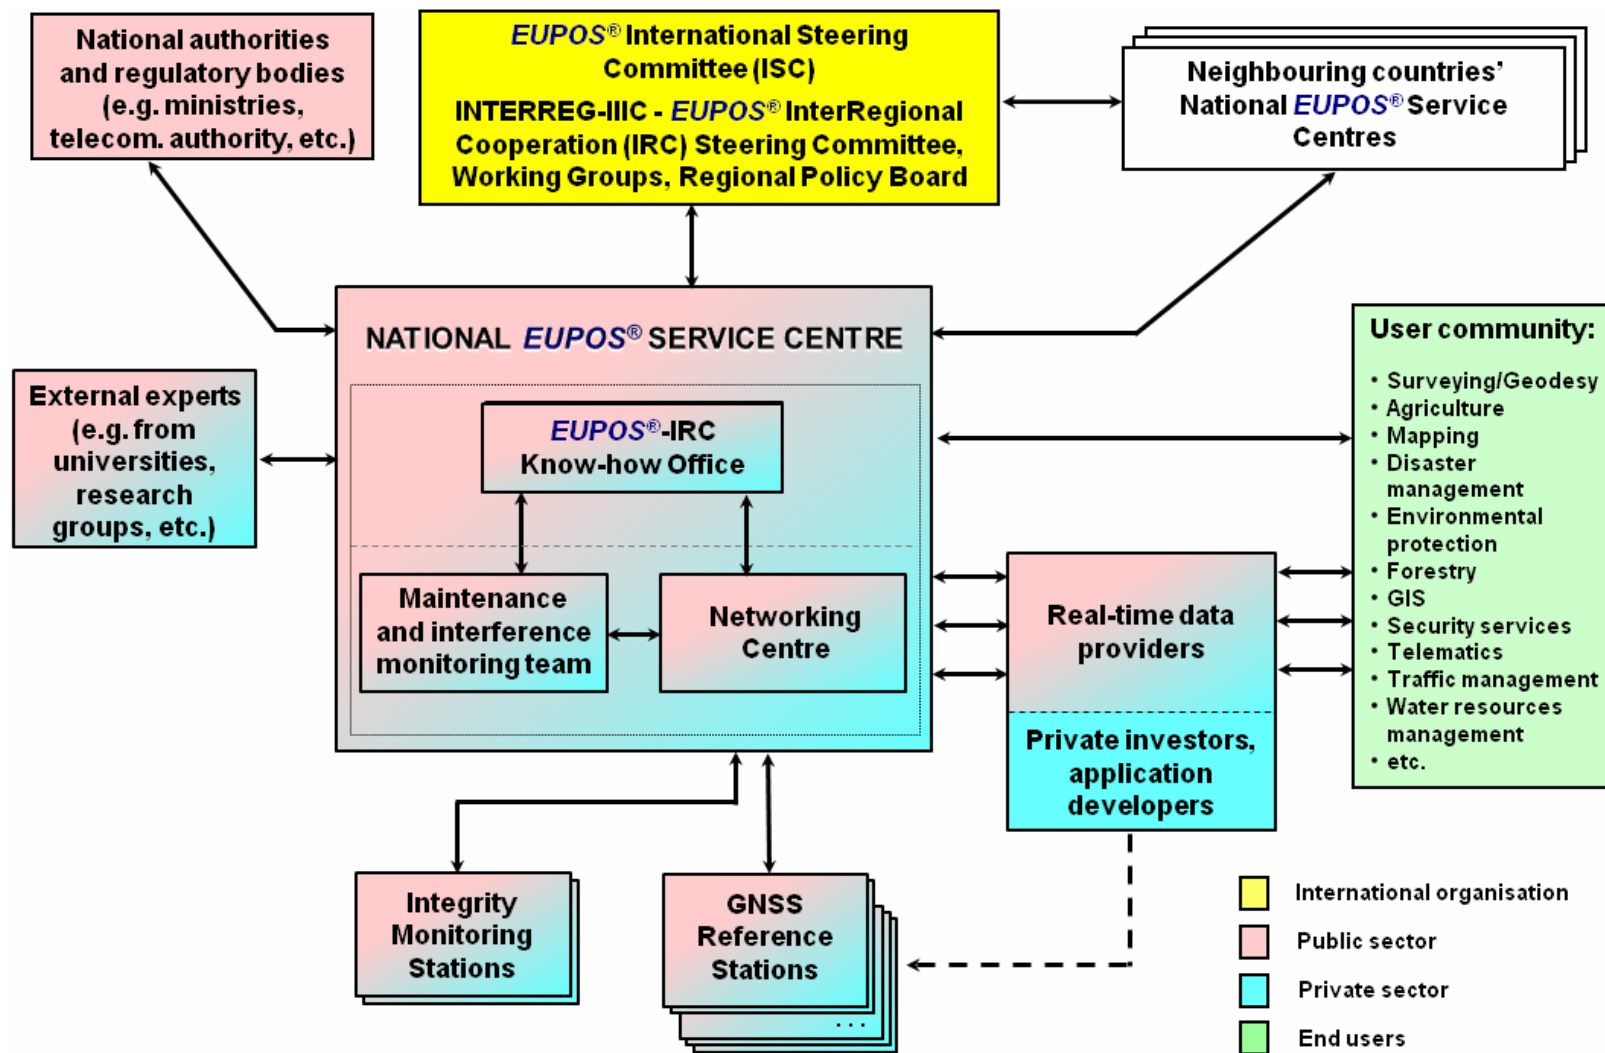 National authorities
and regulatory bodies
(e.g. ministries,
telecom. authority, etc.)
EUPOS® International Steering
Committee (ISC)
INTERREG-IIIC - EUPOS® InterRegional
Cooperation (IRC) Steering Committee,
Working Groups, Regional Policy Board
Neighbouring countries’
National EUPOS® Service
Centres
NATIONAL EUPOS® SERVICE CENTRE
EUPOS®-IRC
Know-how Office
Maintenance
and interference
monitoring team
Networking
Centre
External experts
(e.g. from
universities,
research
groups, etc.)
User community:
• Surveying/Geodesy
• Agriculture
• Mapping
• Disaster
management
• Environmental
protection
• Forestry
• GIS
• Security services
• Telematics
• Traffic management
• Water resources
management
• etc.
Real-time data
providers
Private investors,
application
developers
Integrity
Monitoring
Stations
GNSS
Reference
Stations
...
International organisation
Public sector
Private sector
End users